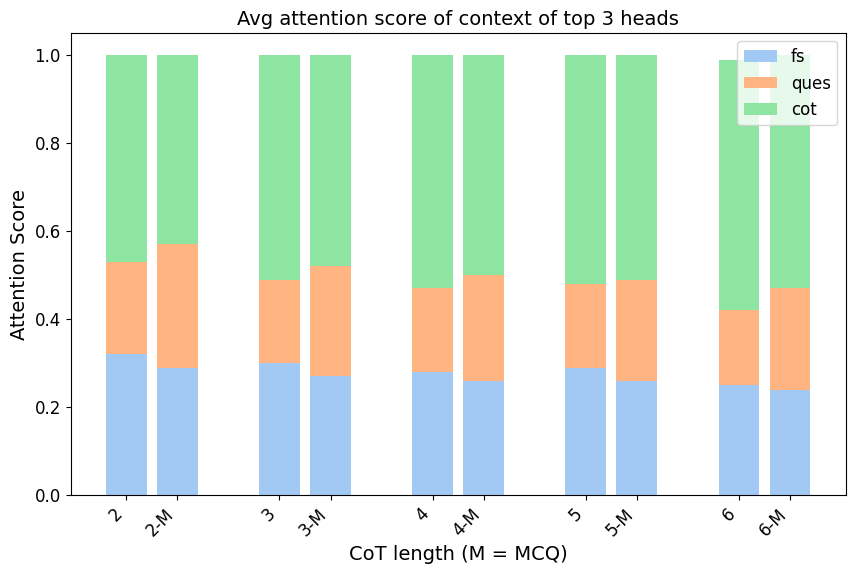 Avg attention score of context of top 3 heads
fs
ques
cot
Attention Score
1.0
0.8
0.6
0.4
0.2
0.0
2
2-M
3
3-M
4
4-M
5
5-M
6
6-M
CoT length (M = MCQ)